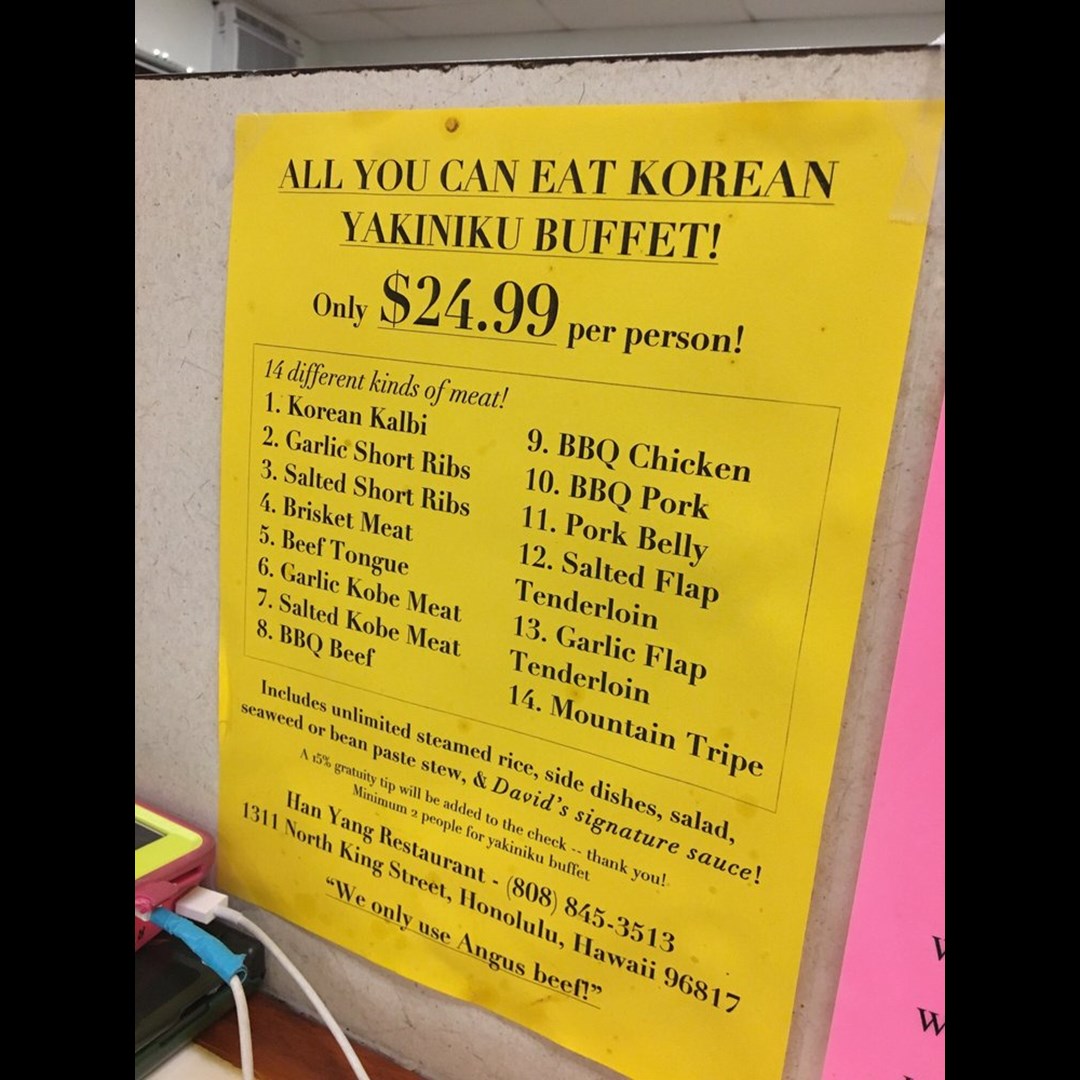 ALL YOU CAN EAT KOREAN
YAKINIKU BUFFET!
Only $24.99 per person!
14 different kinds of meat!
1. Korean Kalbi
2. Garlic Short Ribs
3. Salted Short Ribs
4. Brisket Meat
5. Beef Tongue
6. Garlic Kobe Meat
7. Salted Kobe Meat
8. BBQ Beef
9. BBQ Chicken
10. BBQ Pork
11. Pork Belly
12. Salted Flap
Tenderloin
13. Garlic Flap
Tenderloin
14. Mountain Tripe
Includes unlimited steamed rice, side dishes, salad,
seaweed or bean paste stew, & David's signature sauce!
A 15% gratuity tip will be added to the check -- thank you!
Minimum 2 people for yakiniku buffet
Han Yang Restaurant - (808) 845-3513
1311 North King Street, Honolulu, Hawaii 96817
"We only use Angus beef!"